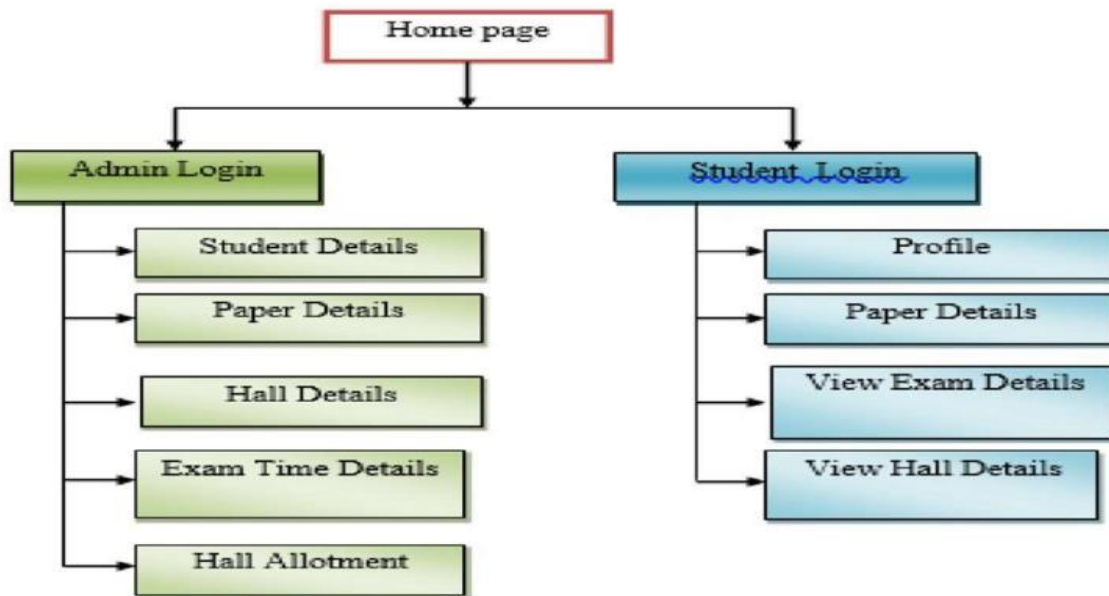 Home page
Admin Login
Student Login
Student Details
Paper Details
Hall Details
Exam Time Details
Hall Allotment
Profile
Paper Details
View Exam Details
View Hall Details